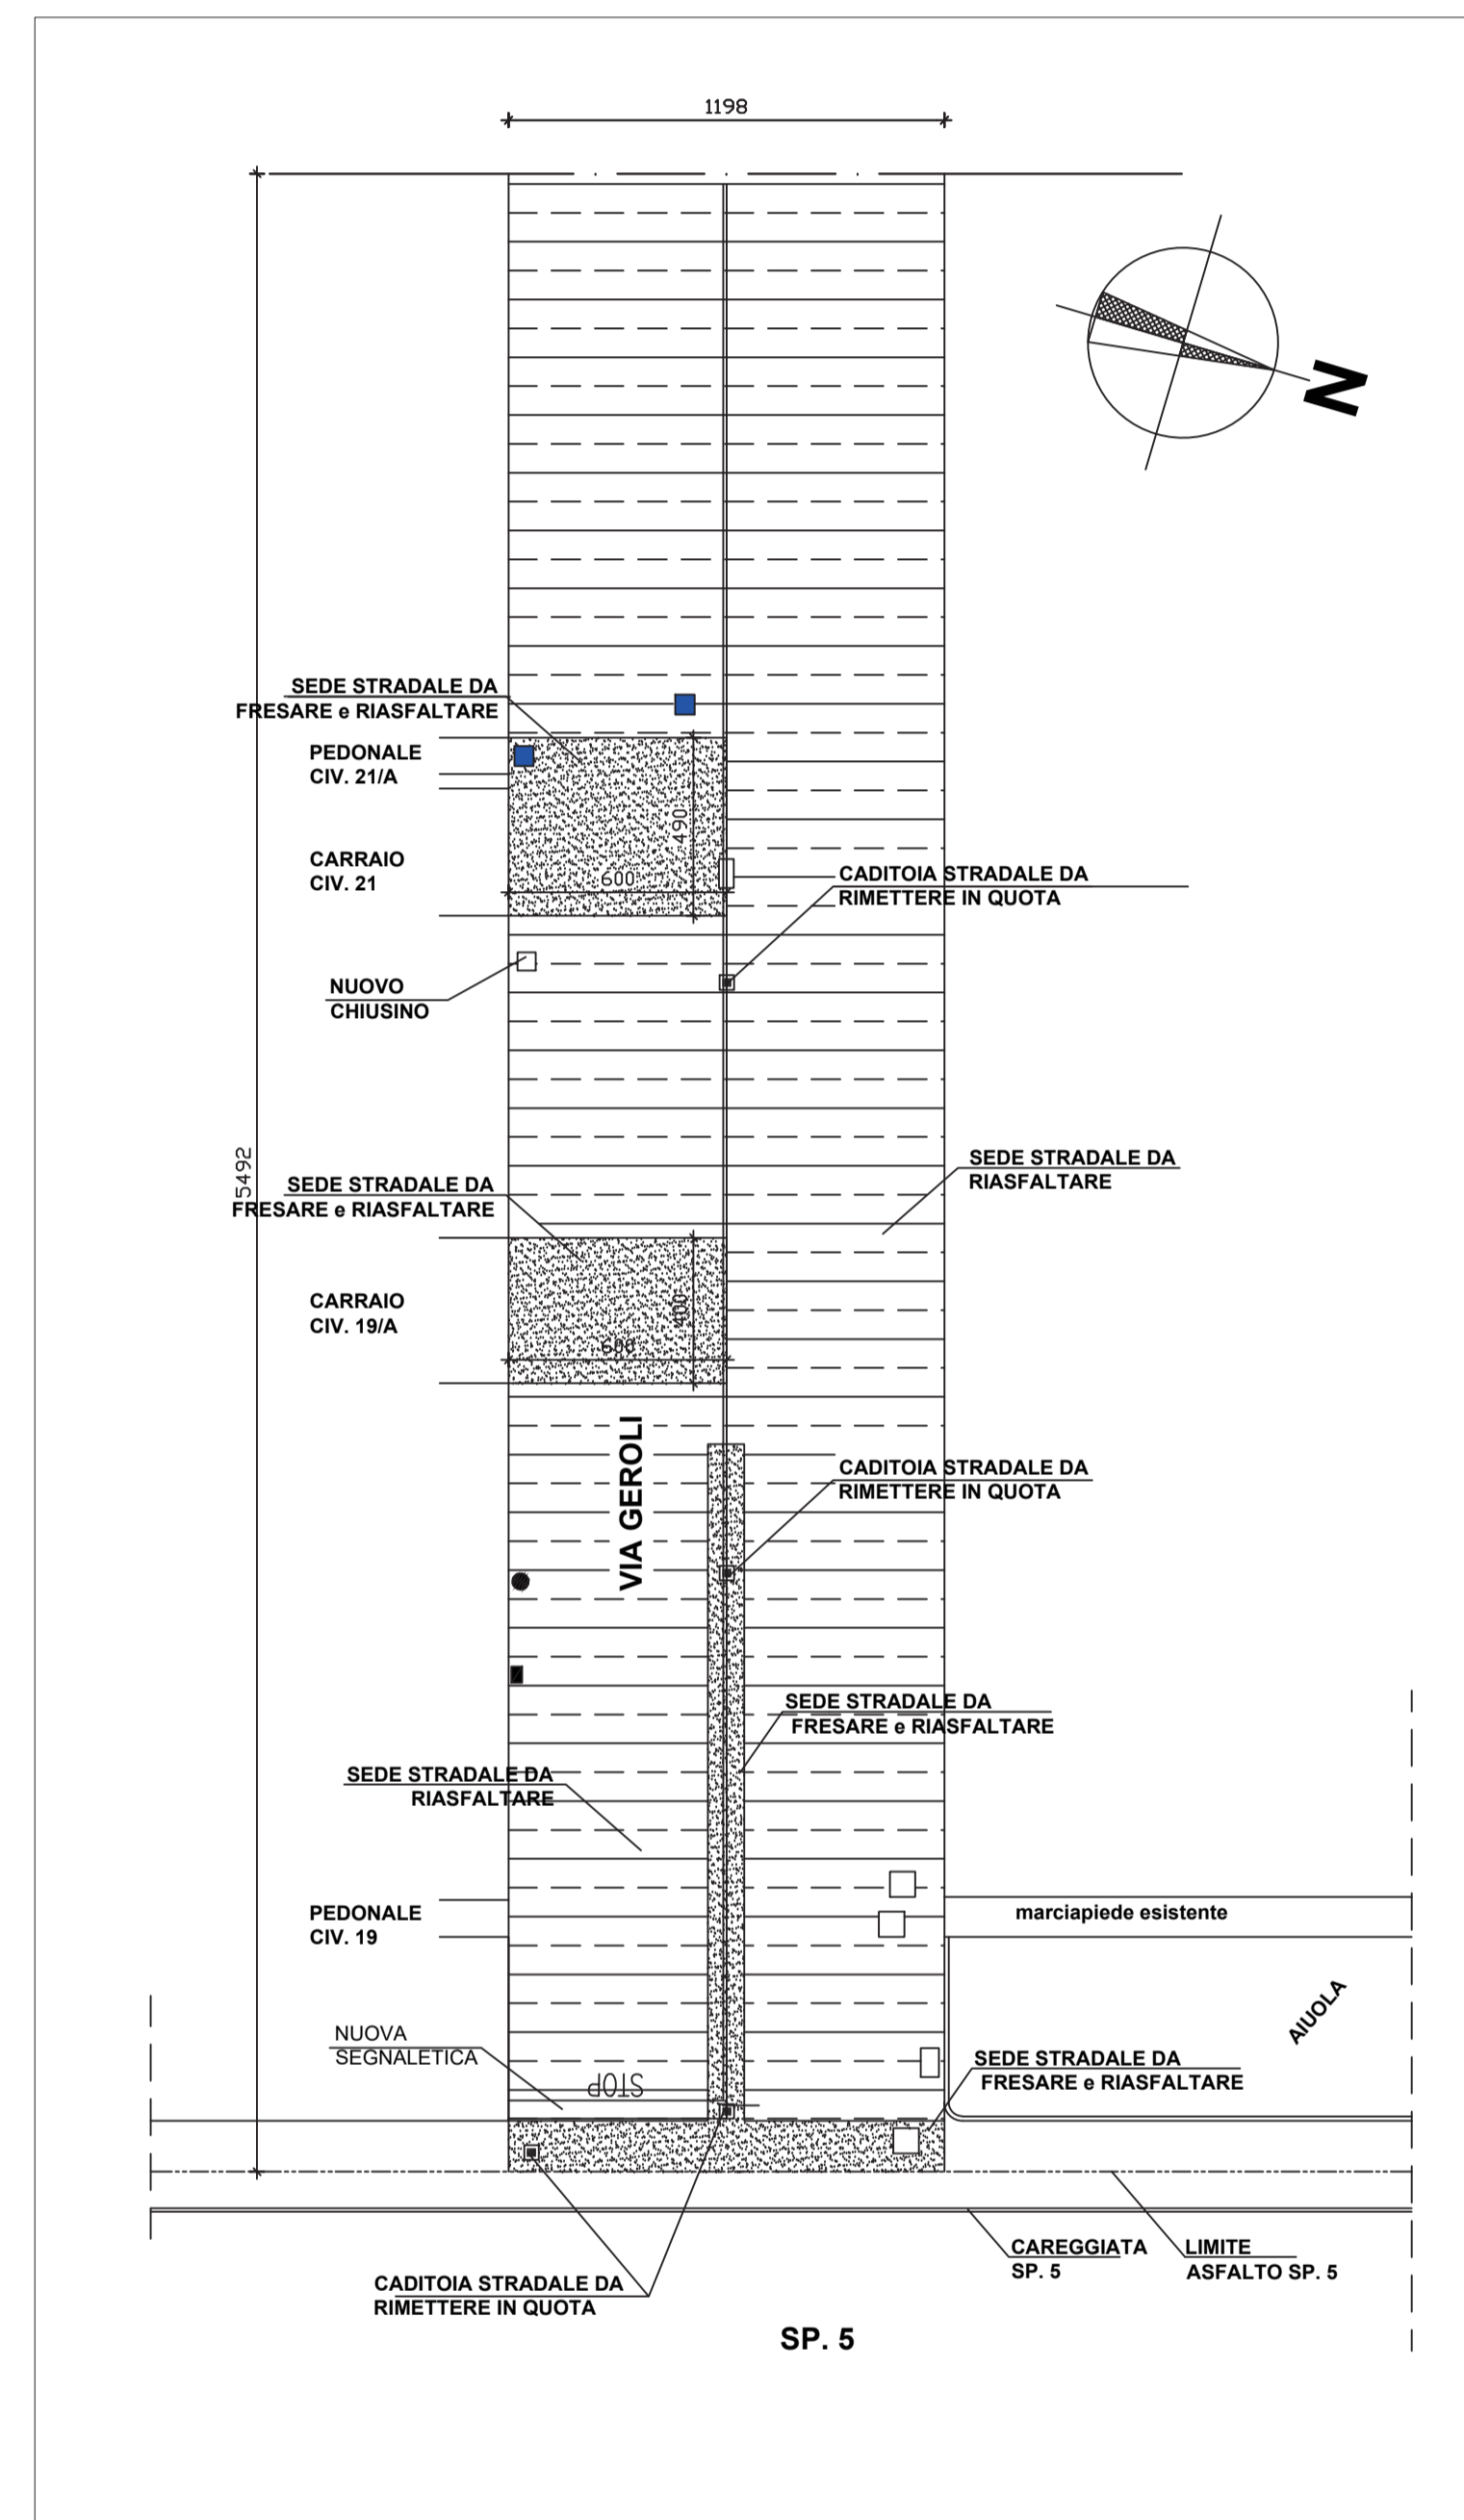 1198
N
SEDE STRADALE DA
FRESARE e RIASFALTARE
PEDONALE
CIV. 21/A
490
CARRAIO
CIV. 21
600
CADITOIA STRADALE DA
RIMETTERE IN QUOTA
NUOVO
CHIUSINO
5492
SEDE STRADALE DA
RIASFALTARE
SEDE STRADALE DA
FRESARE e RIASFALTARE
CARRAIO
CIV. 19/A
400
600
VIA GEROLI
CADITOIA STRADALE DA
RIMETTERE IN QUOTA
SEDE STRADALE DA
FRESARE e RIASFALTARE
SEDE STRADALE DA
RIASFALTARE
PEDONALE
CIV. 19
marciapiede esistente
AIUOLA
NUOVA
SEGNALETICA
STOP
SEDE STRADALE DA
FRESARE e RIASFALTARE
CAREGGIATA
SP. 5
LIMITE
ASFALTO SP. 5
CADITOIA STRADALE DA
RIMETTERE IN QUOTA
SP. 5